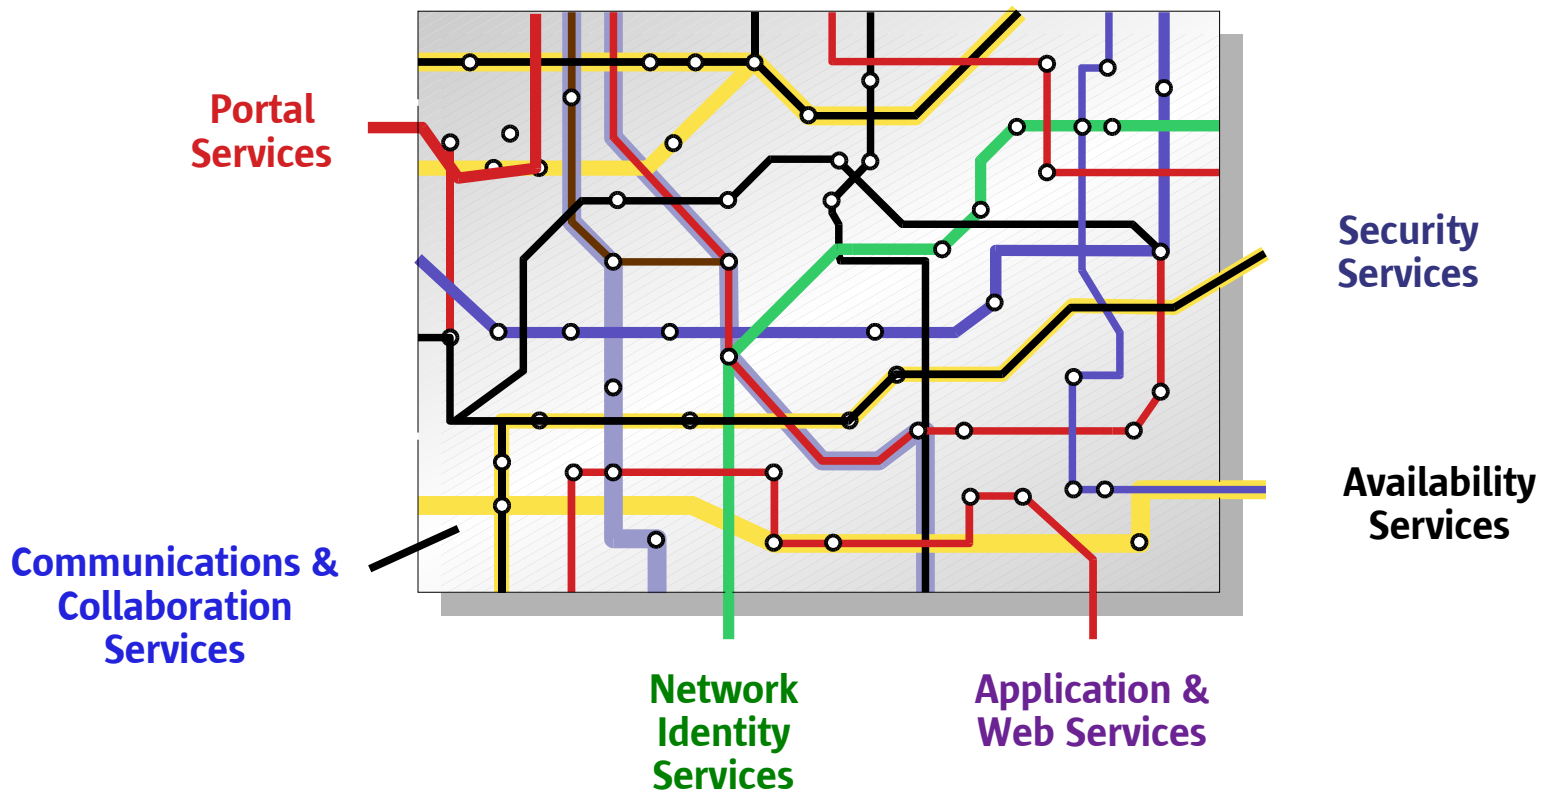 Portal
Services
Security
Services
Availability
Services
Communications &
Collaboration
Services
Network
Identity
Services
Application &
Web Services